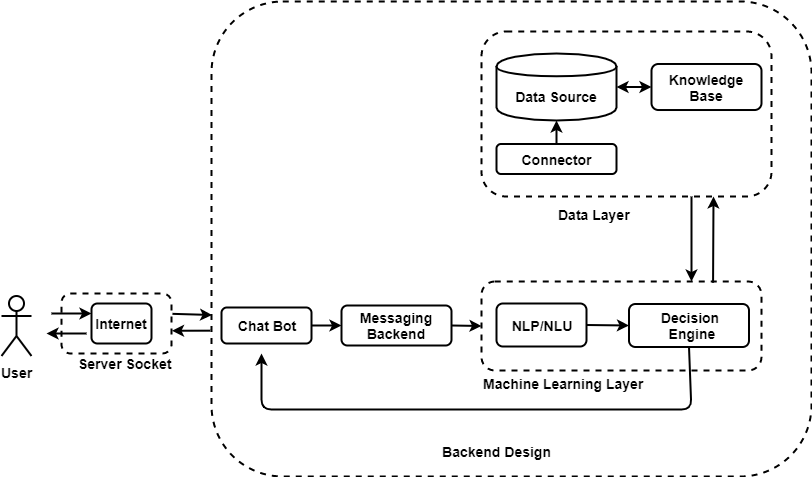 Data Source
Knowledge
Base
Connector
Data Layer
Internet
Server Socket
User
Chat Bot
Messaging
Backend
NLP/NLU
Decision
Engine
Machine Learning Layer
Backend Design